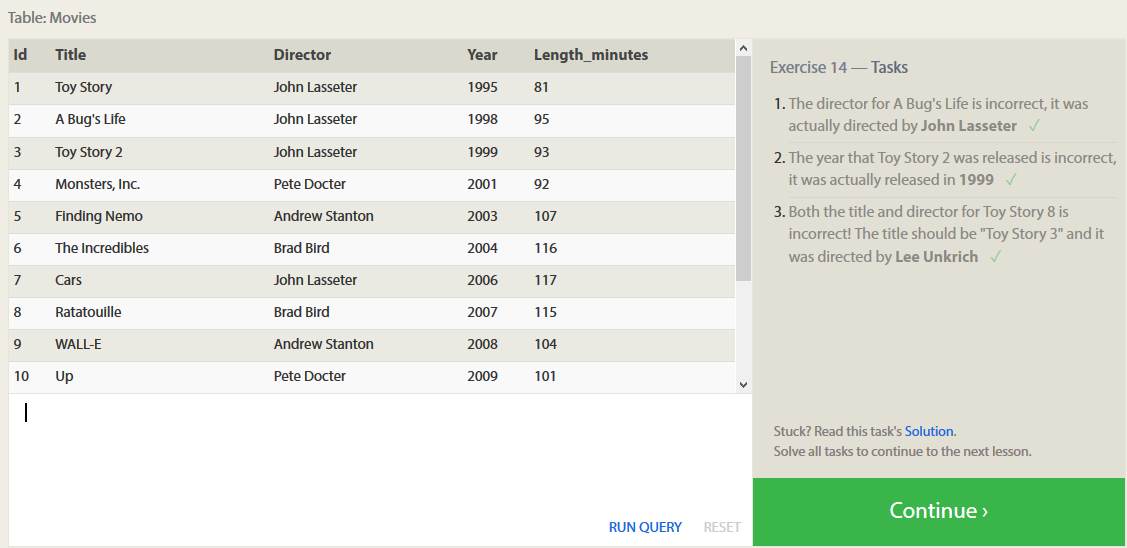 Table: Movies
Id Title Director Year Length_minutes
1 Toy Story John Lasseter 1995 81
2 A Bug's Life John Lasseter 1998 95
3 Toy Story 2 John Lasseter 1999 93
4 Monsters, Inc. Pete Docter 2001 92
5 Finding Nemo Andrew Stanton 2003 107
6 The Incredibles Brad Bird 2004 116
7 Cars John Lasseter 2006 117
8 Ratatouille Brad Bird 2007 115
9 WALL-E Andrew Stanton 2008 104
10 Up Pete Docter 2009 101
RUN QUERY RESET
Exercise 14 — Tasks
1. The director for A Bug's Life is incorrect, it was
actually directed by John Lasseter ✓
2. The year that Toy Story 2 was released is incorrect,
it was actually released in 1999 ✓
3. Both the title and director for Toy Story 8 is
incorrect! The title should be "Toy Story 3" and it
was directed by Lee Unkrich ✓
Stuck? Read this task's Solution.
Solve all tasks to continue to the next lesson.
Continue ›